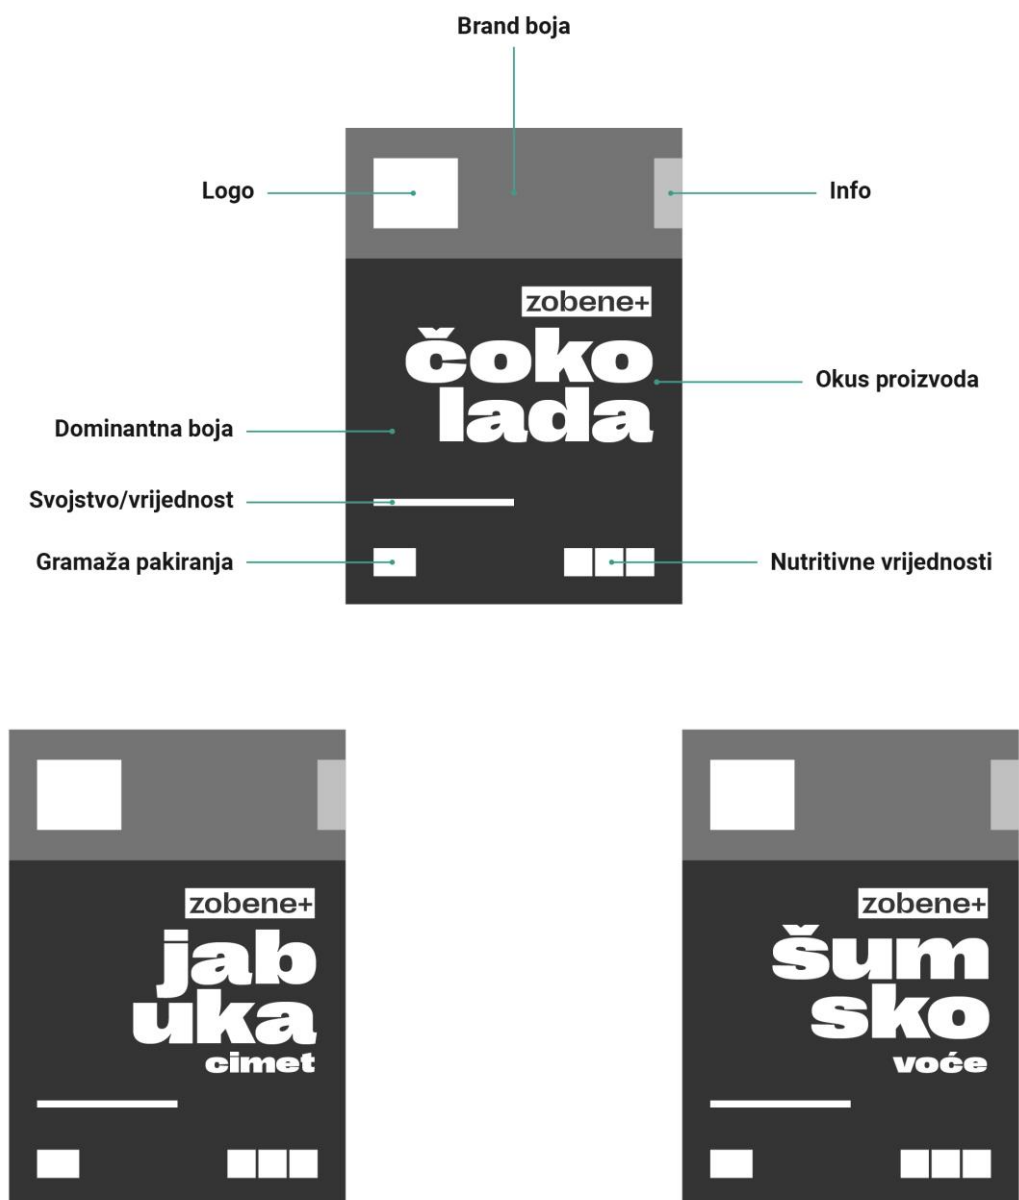 Brand boja
Logo
Info
zobene+
čoko
lada
Okus proizvoda
Dominantna boja
Svojstvo/vrijednost
Gramaža pakiranja
Nutritivne vrijednosti
zobene+
jab
uka
cimet
zobene+
šum
sko
voće